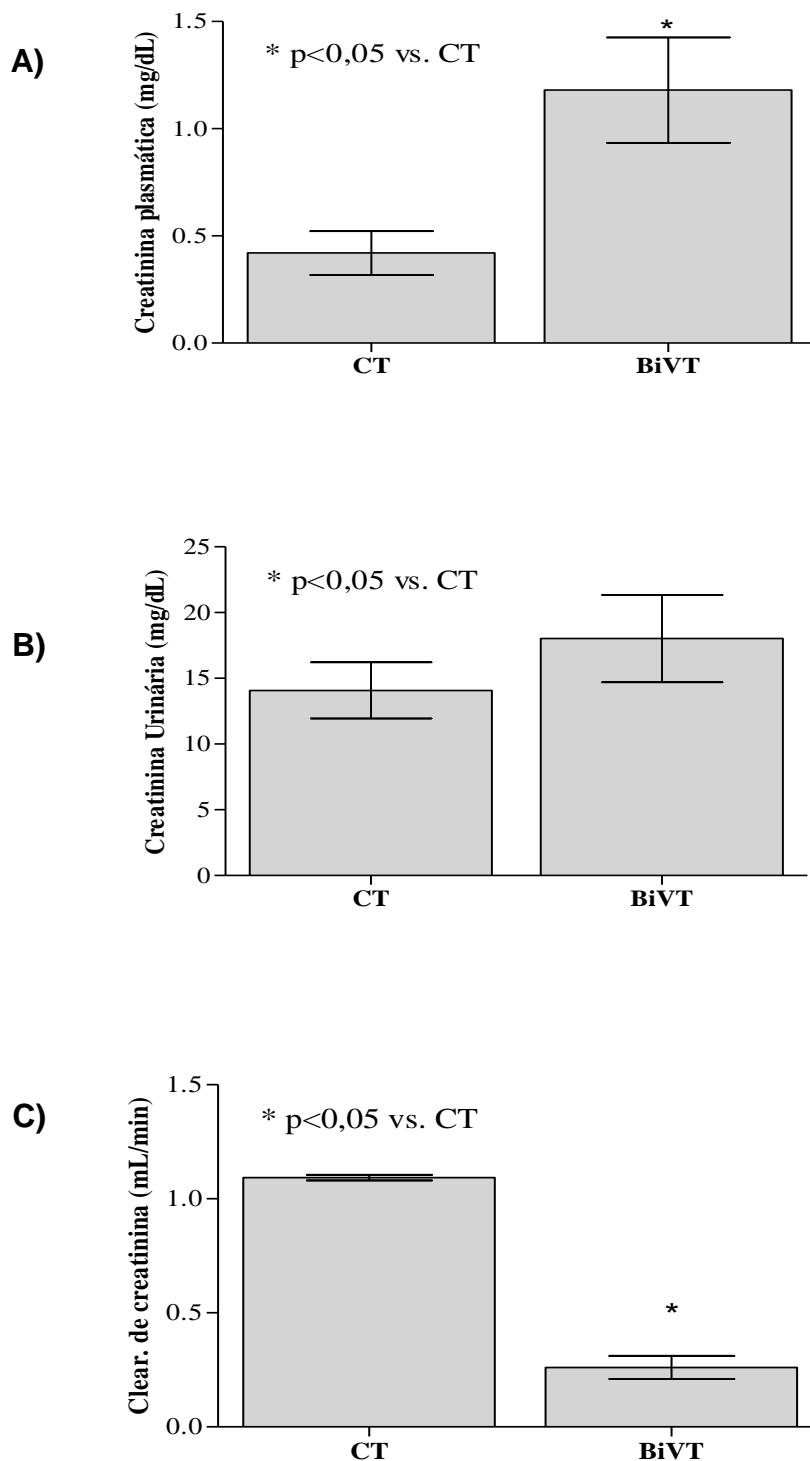 A)
Creatinina plasmática (mg/dL)
1.5
1.0
0.5
0.0
* p<0,05 vs. CT
*
CT
BiVT
B)
Creatinina Urinária (mg/dL)
25
20
15
10
5
0
* p<0,05 vs. CT
CT
BiVT
C)
Clear. de creatinina (mL/min)
1.5
1.0
0.5
0.0
* p<0,05 vs. CT
*
CT
BiVT